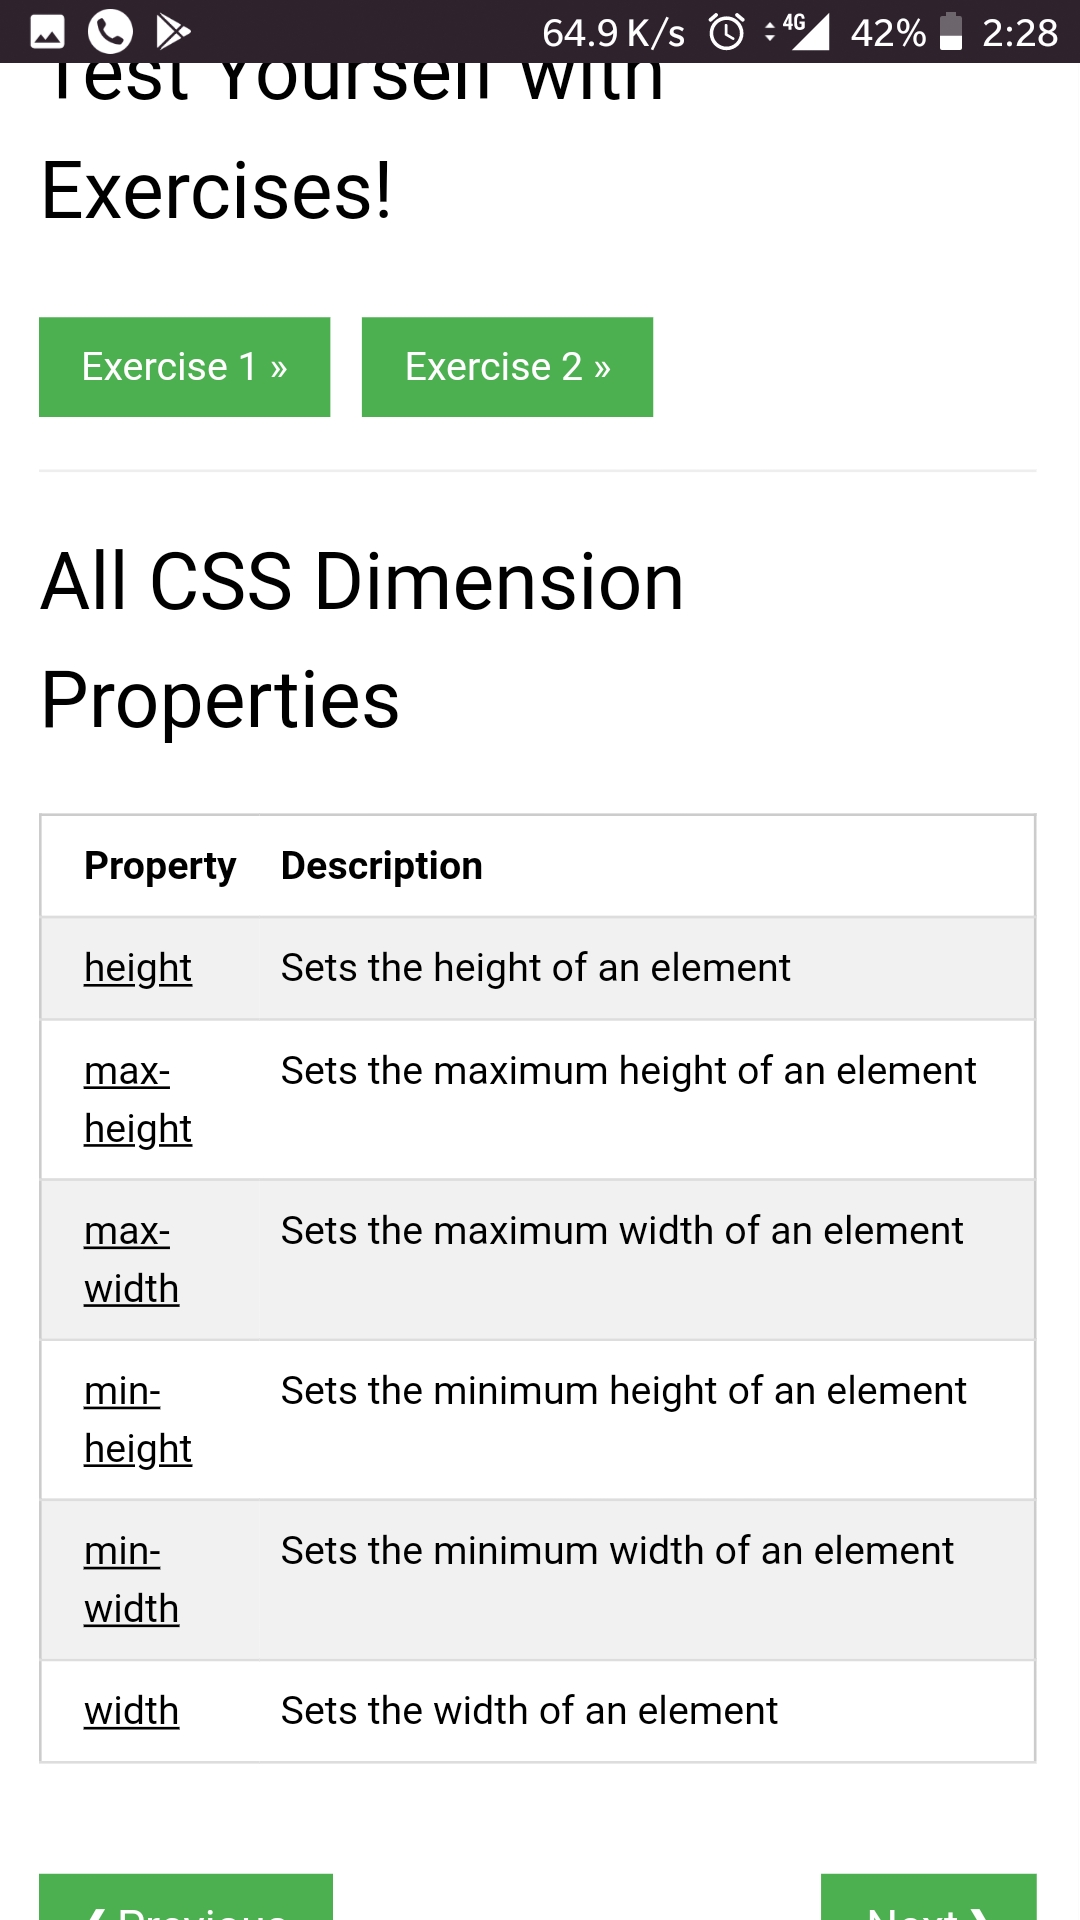 64.9 K/s 4G 42% 2:28
Test Yourself with
Exercises!
Exercise 1 » Exercise 2 »
All CSS Dimension
Properties
Property Description
height Sets the height of an element
max- Sets the maximum height of an element
height
max- Sets the maximum width of an element
width
min- Sets the minimum height of an element
height
min- Sets the minimum width of an element
width
width Sets the width of an element
❮ Previous Next ❯